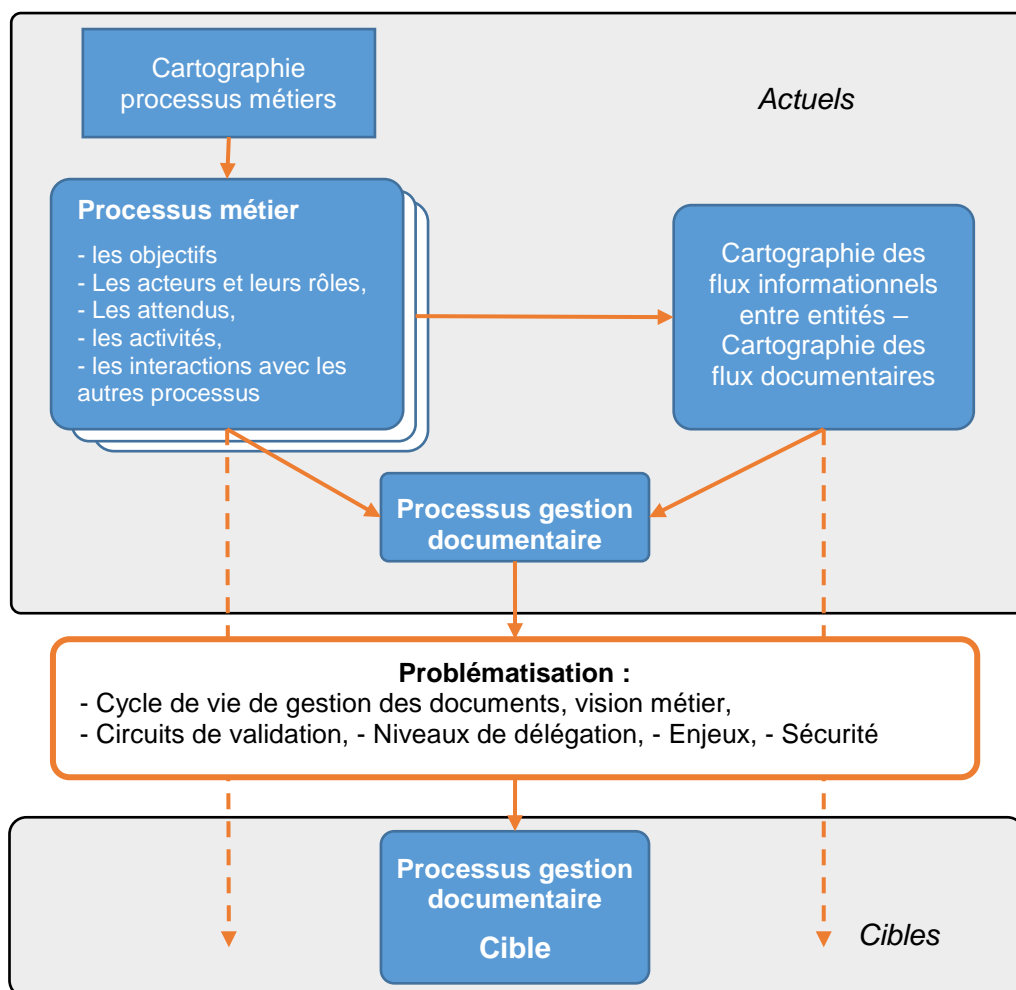 Cartographie
processus métiers
Actuels
Processus métier
- les objectifs
- Les acteurs et leurs rôles,
- Les attendus,
- les activités,
- les interactions avec les
autres processus
Cartographie des
flux informationnels
entre entités –
Cartographie des
flux documentaires
Processus gestion
documentaire
Problématisation :
- Cycle de vie de gestion des documents, vision métier,
- Circuits de validation, - Niveaux de délégation, - Enjeux, - Sécurité
Processus gestion
documentaire
Cible
Cibles